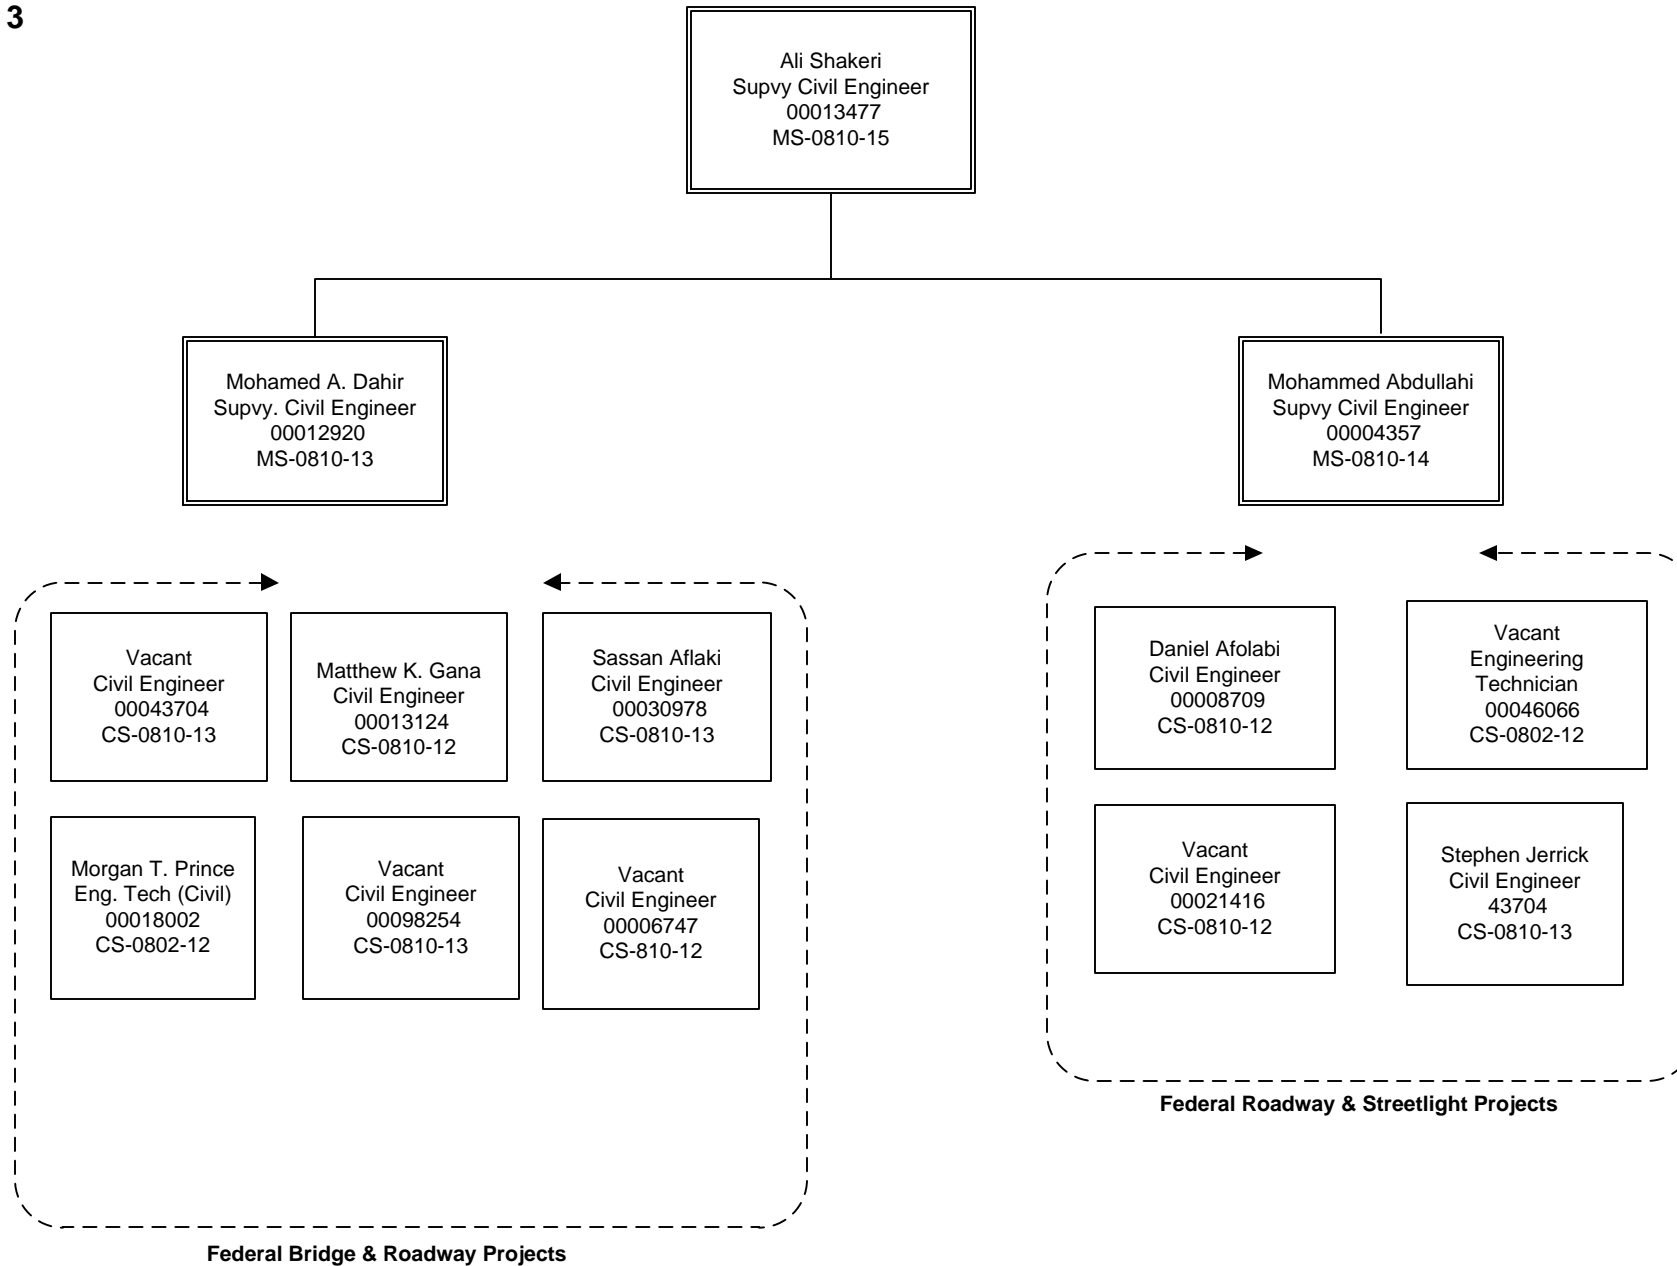 3
Ali Shakeri
Supvy Civil Engineer
00013477
MS-0810-15
Mohamed A. Dahir
Supvy. Civil Engineer
00012920
MS-0810-13
Mohammed Abdullahi
Supvy Civil Engineer
00004357
MS-0810-14
Vacant
Civil Engineer
00043704
CS-0810-13
Matthew K. Gana
Civil Engineer
00013124
CS-0810-12
Sassan Aflaki
Civil Engineer
00030978
CS-0810-13
Morgan T. Prince
Eng. Tech (Civil)
00018002
CS-0802-12
Vacant
Civil Engineer
00098254
CS-0810-13
Vacant
Civil Engineer
00006747
CS-810-12
Federal Bridge & Roadway Projects
Daniel Afolabi
Civil Engineer
00008709
CS-0810-12
Vacant
Engineering
Technician
00046066
CS-0802-12
Vacant
Civil Engineer
00021416
CS-0810-12
Stephen Jerrick
Civil Engineer
43704
CS-0810-13
Federal Roadway & Streetlight Projects